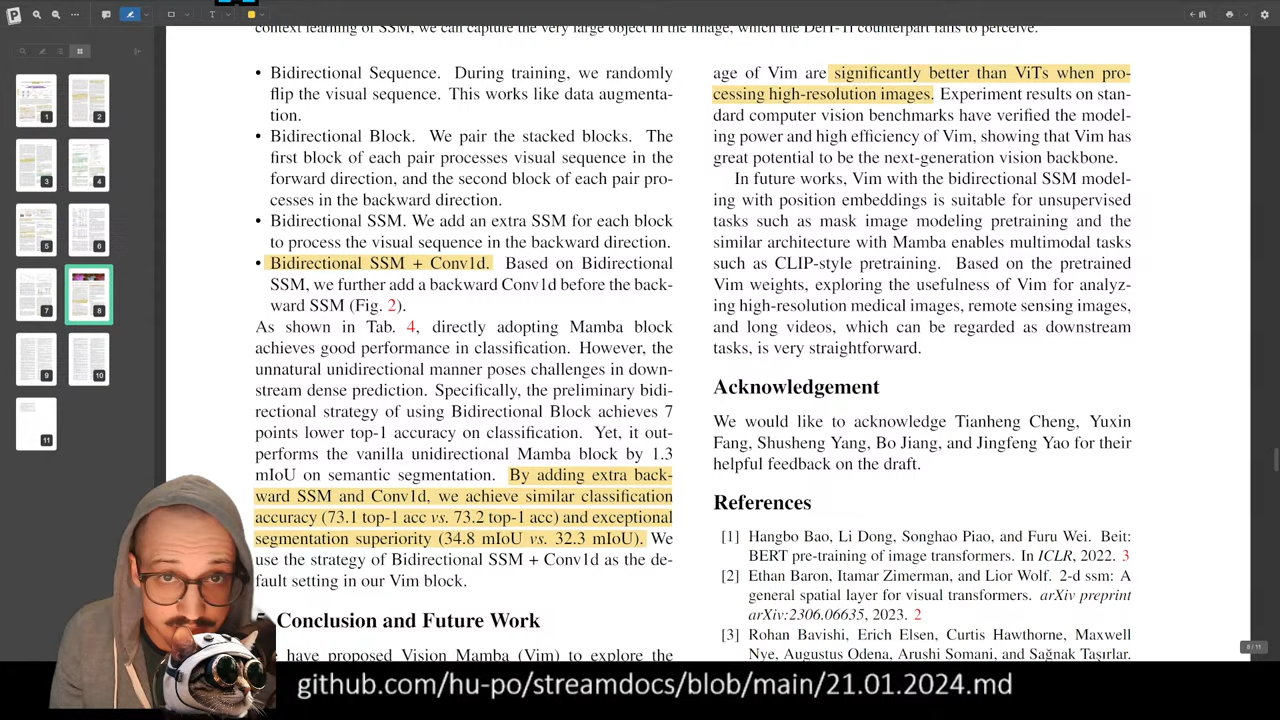 context learning of SSM, we can capture the very large object in the image, which the DeiT-Ti counterpart fails to perceive.
• Bidirectional Sequence. During training, we randomly
flip the visual sequence. This works like data augmenta-
tion.
• Bidirectional Block. We pair the stacked blocks. The
first block of each pair processes visual sequence in the
forward direction, and the second block of each pair pro-
cesses in the backward direction.
• Bidirectional SSM. We add an extra SSM for each block
to process the visual sequence in the backward direction.
• Bidirectional SSM + Conv1d. Based on Bidirectional
SSM, we further add a backward Conv1d before the back-
ward SSM (Fig. 2).
As shown in Tab. 4, directly adopting Mamba block
achieves good performance in classification. However, the
unnatural unidirectional manner poses challenges in down-
stream dense prediction. Specifically, the preliminary bidi-
rectional strategy of using Bidirectional Block achieves 7
points lower top-1 accuracy on classification. Yet, it out-
performs the vanilla unidirectional Mamba block by 1.3
mIoU on semantic segmentation. By adding extra back-
ward SSM and Conv1d, we achieve similar classification
accuracy (73.1 top-1 acc vs. 73.2 top-1 acc) and exceptional
segmentation superiority (34.8 mIoU vs. 32.3 mIoU). We
use the strategy of Bidirectional SSM + Conv1d as the de-
fault setting in our Vim block.
Conclusion and Future Work
have proposed Vision Mamba (Vim) to explore the
age of Vim are significantly better than ViTs when pro-
cessing high-resolution images. Experiment results on stan-
dard computer vision benchmarks have verified the model-
ing power and high efficiency of Vim, showing that Vim has
great potential to be the next-generation vision backbone.
In future works, Vim with the bidirectional SSM model-
ing with position embeddings is suitable for unsupervised
tasks such as mask image modeling pretraining and the
similar architecture with Mamba enables multimodal tasks
such as CLIP-style pretraining. Based on the pretrained
Vim weights, exploring the usefulness of Vim for analyz-
ing high-resolution medical images, remote sensing images,
and long videos, which can be regarded as downstream
tasks, is very straightforward.
Acknowledgement
We would like to acknowledge Tianheng Cheng, Yuxin
Fang, Shusheng Yang, Bo Jiang, and Jingfeng Yao for their
helpful feedback on the draft.
References
[1] Hangbo Bao, Li Dong, Songhao Piao, and Furu Wei. Beit:
BERT pre-training of image transformers. In ICLR, 2022. 3
[2] Ethan Baron, Itamar Zimerman, and Lior Wolf. 2-d ssm: A
general spatial layer for visual transformers. arXiv preprint
arXiv:2306.06635, 2023. 2
[3] Rohan Bavishi, Erich Elsen, Curtis Hawthorne, Maxwell
Nye, Augustus Odena, Arushi Somani, and Sağnak Taşırlar.
1
2
3
4
5
6
7
8
9
10
11
8 / 11
github.com/hu-po/streamdocs/blob/main/21.01.2024.md